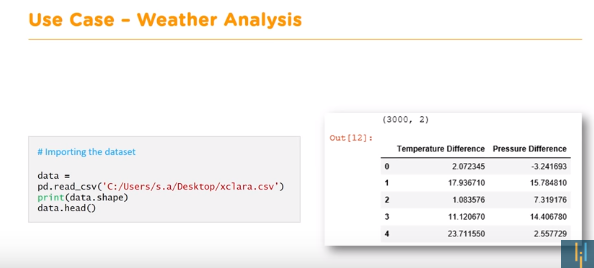 Use Case – Weather Analysis
# Importing the dataset
data =
pd.read_csv('C:/Users/s.a/Desktop/xclara.csv')
print(data.shape)
data.head()
(3000, 2)
Out[12]:
Temperature Difference Pressure Difference
0 2.072345 -3.241693
1 17.936710 15.784810
2 1.083576 7.319176
3 11.120670 14.406780
4 23.711550 2.557729